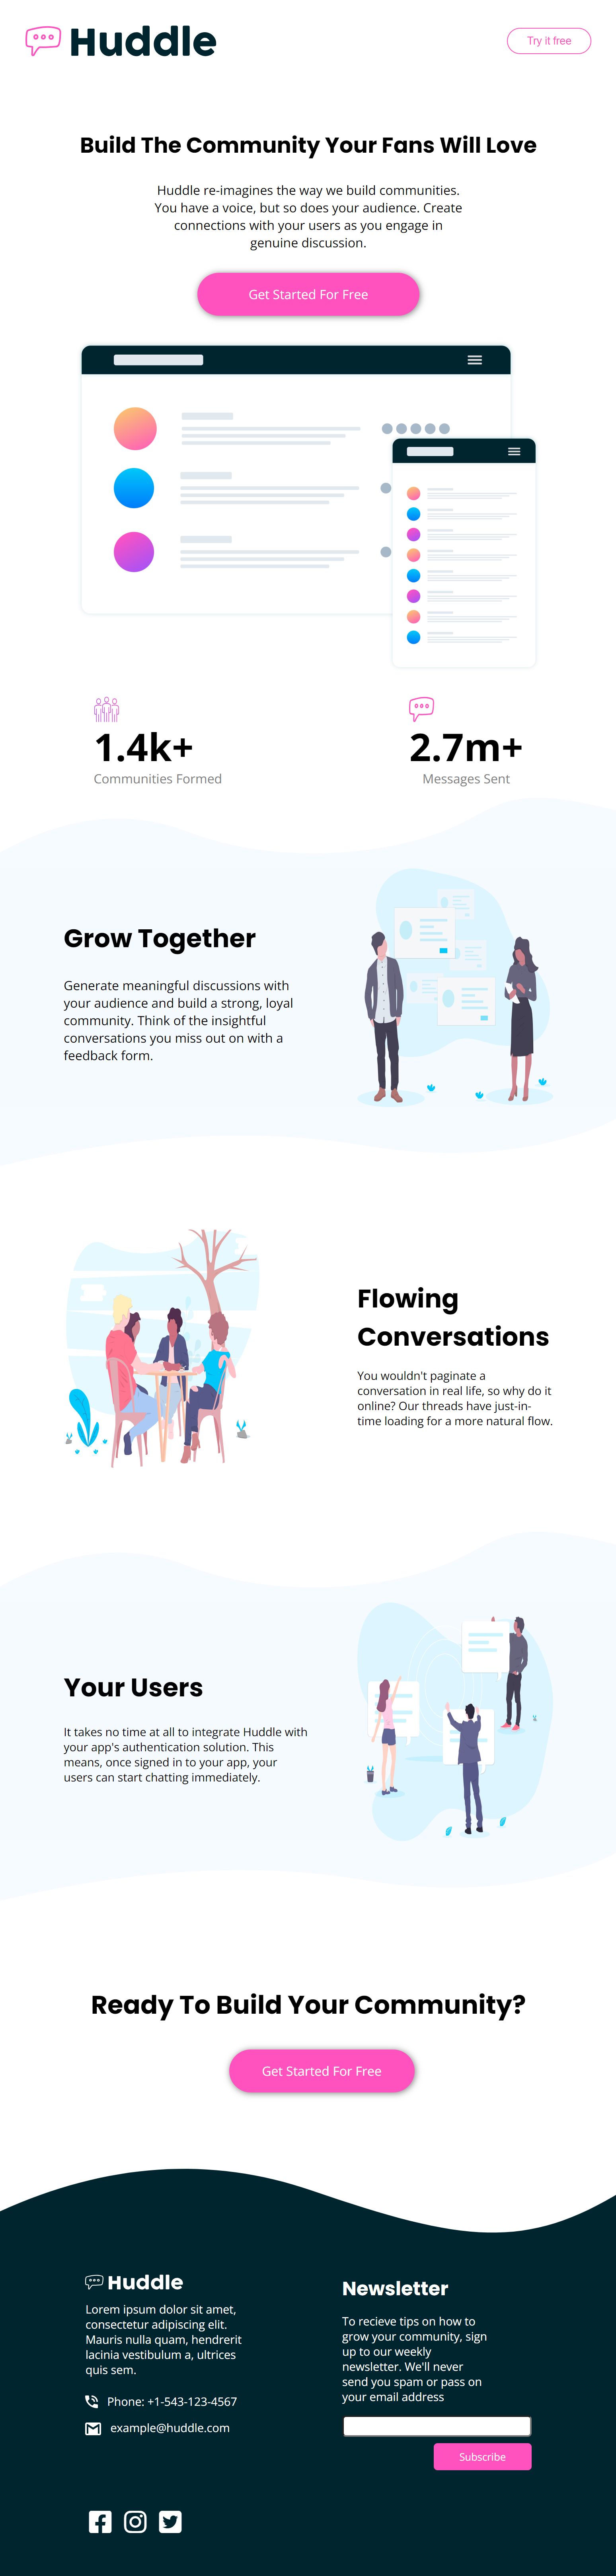 Huddle
Try it free
Build The Community Your Fans Will Love
Huddle re-imagines the way we build communities.
You have a voice, but so does your audience. Create
connections with your users as you engage in
genuine discussion.
Get Started For Free
1.4k+
Communities Formed
2.7m+
Messages Sent
Grow Together
Generate meaningful discussions with
your audience and build a strong, loyal
community. Think of the insightful
conversations you miss out on with a
feedback form.
Flowing
Conversations
You wouldn't paginate a
conversation in real life, so why do it
online? Our threads have just-in-
time loading for a more natural flow.
Your Users
It takes no time at all to integrate Huddle with
your app's authentication solution. This
means, once signed in to your app, your
users can start chatting immediately.
Ready To Build Your Community?
Get Started For Free
Huddle
Lorem ipsum dolor sit amet,
consectetur adipiscing elit.
Mauris nulla quam, hendrerit
lacinia vestibulum a, ultrices
quis sem.
Phone: +1-543-123-4567
example@huddle.com
Newsletter
To recieve tips on how to
grow your community, sign
up to our weekly
newsletter. We'll never
send you spam or pass on
your email address
Subscribe